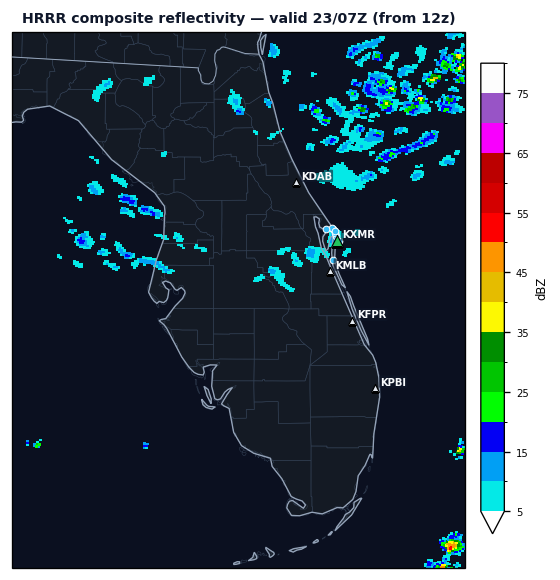 HRRR composite reflectivity — valid 23/07Z (from 12z)
KDAB
KXMR
KMLB
KFPR
KPBI
75
65
55
45
35
25
15
5
dBZ